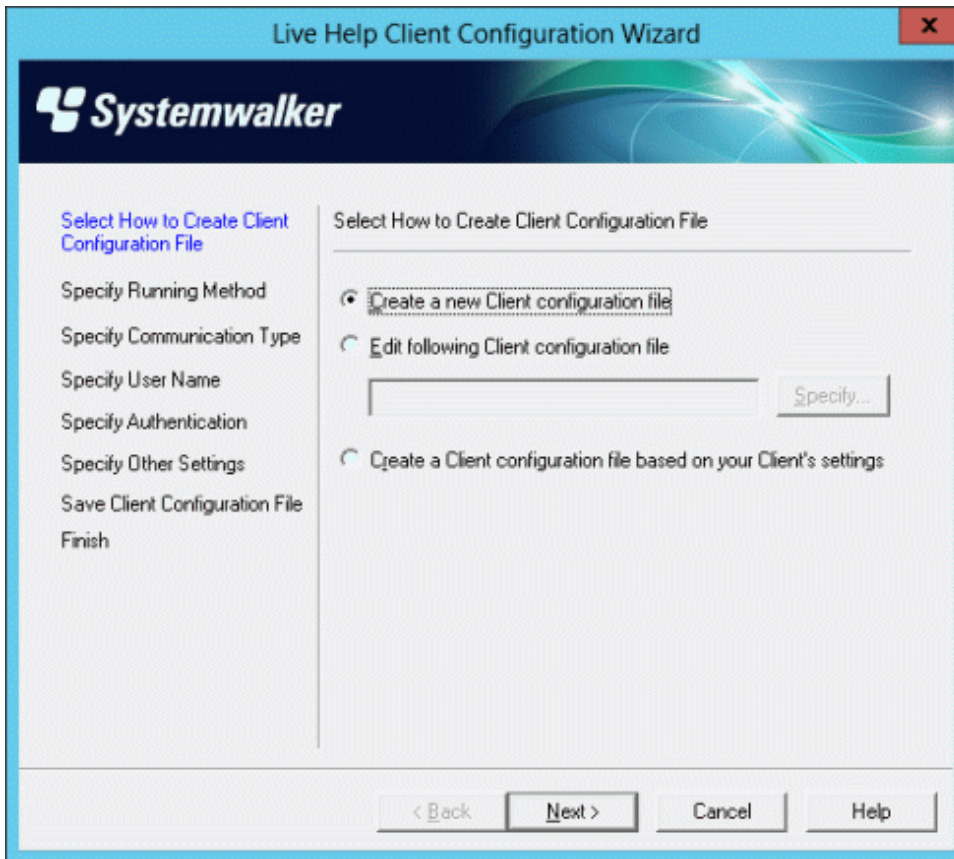 Live Help Client Configuration Wizard
x
Systemwalker
Select How to Create Client
Configuration File
Specify Running Method
Specify Communication Type
Specify User Name
Specify Authentication
Specify Other Settings
Save Client Configuration File
Finish
Select How to Create Client Configuration File
Create a new Client configuration file
Edit following Client configuration file
Specify...
Create a Client configuration file based on your Client's settings
< Back
Next >
Cancel
Help